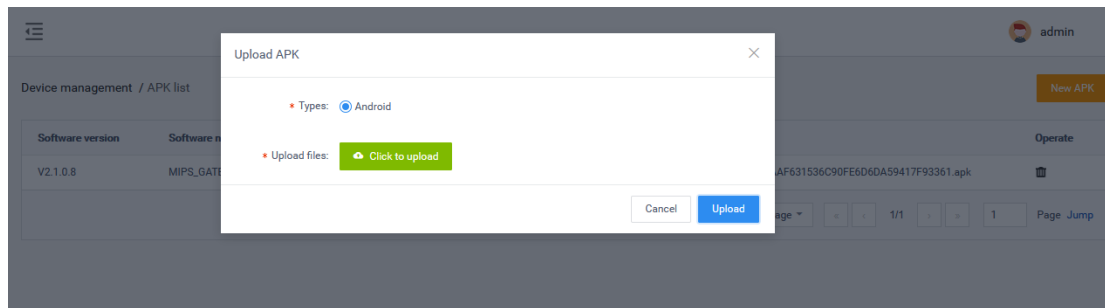 admin
Upload APK
Device management / APK list
New APK
* Types: Android
Software version
Operate
* Upload files: Click to upload
V2.1.0.8
AF631536C90FE6D6DA59417F93361.apk
Cancel Upload
1/1 1 Page Jump